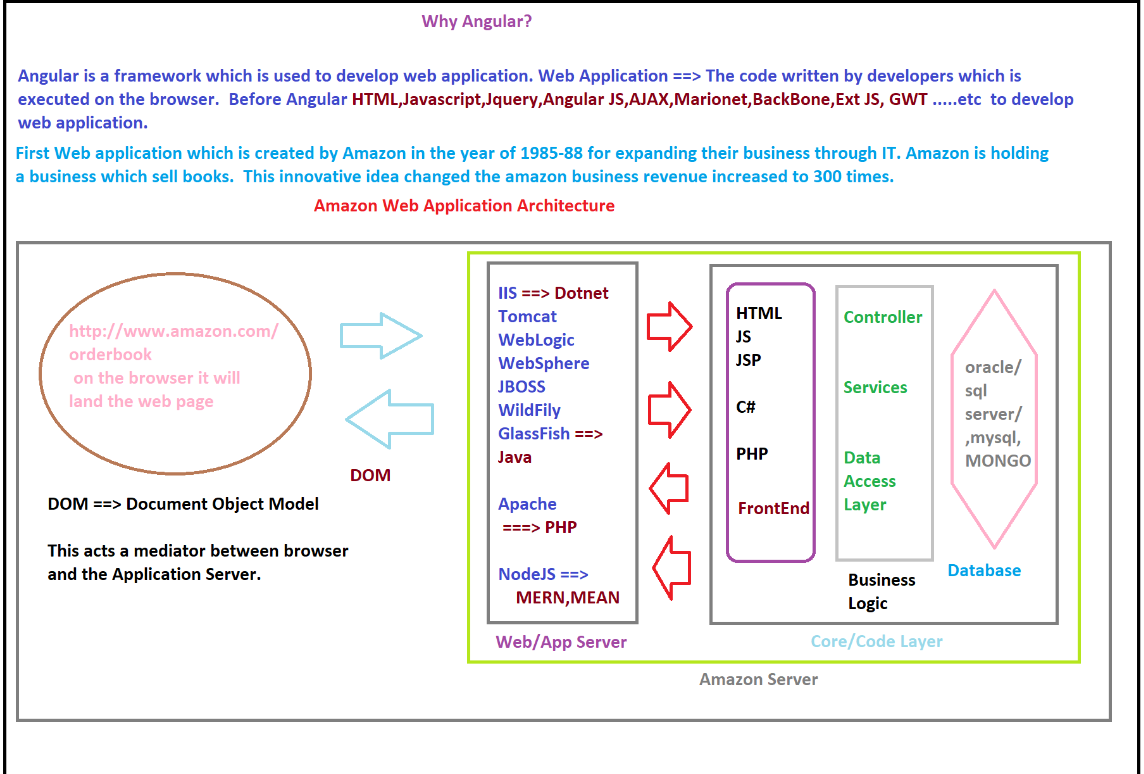 Why Angular?
Angular is a framework which is used to develop web application. Web Application ==> The code written by developers which is
executed on the browser.  Before Angular HTML,Javascript,Jquery,Angular JS,AJAX,Marionet,BackBone,Ext JS, GWT .....etc  to develop
web application.
First Web application which is created by Amazon in the year of 1985-88 for expanding their business through IT. Amazon is holding
a business which sell books.  This innovative idea changed the amazon business revenue increased to 300 times.
Amazon Web Application Architecture
http://www.amazon.com/
orderbook
on the browser it will
land the web page
DOM
DOM ==> Document Object Model
This acts a mediator between browser
and the Application Server.
IIS ==> Dotnet
Tomcat
WebLogic
WebSphere
JBOSS
WildFily
GlassFish ==>
Java
Apache
===> PHP
NodeJS ==>
MERN,MEAN
Web/App Server
HTML
JS
JSP
C#
PHP
FrontEnd
Controller
Services
Data
Access
Layer
Business
Logic
oracle/
sql
server/
,mysql,
MONGO
Database
Core/Code Layer
Amazon Server